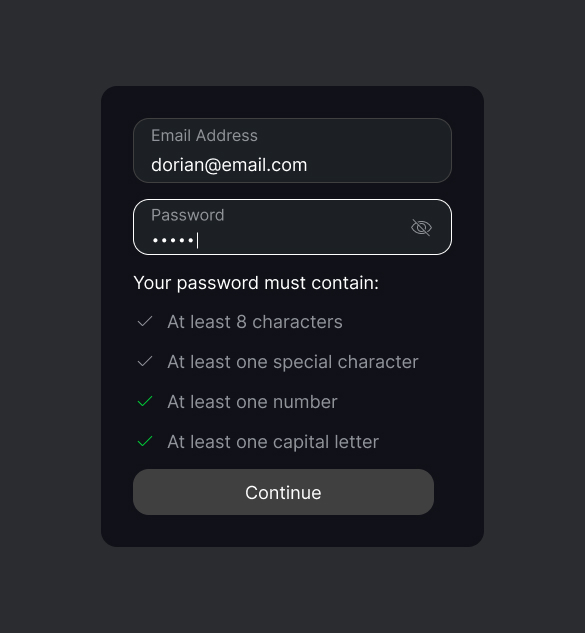 Email Address
dorian@email.com
Password
•••••
Your password must contain:
At least 8 characters
At least one special character
At least one number
At least one capital letter
Continue